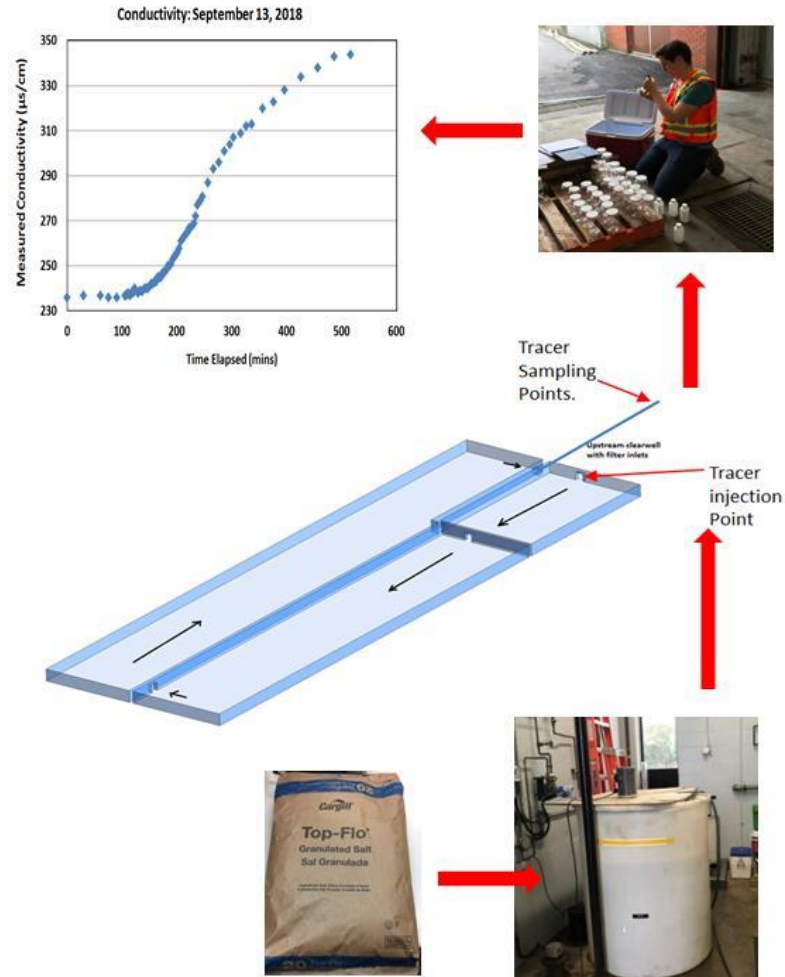 Conductivity: September 13, 2018
Measured Conductivity (µs/cm)
350
330
310
290
270
250
230
0 100 200 300 400 500 600
Time Elapsed (mins)
Tracer
Sampling
Points.
Upstream clearwell
with filter inlets
Tracer
injection
Point
Cargill
Top-Flo
Granulated Salt
Sal Granulada
20
20